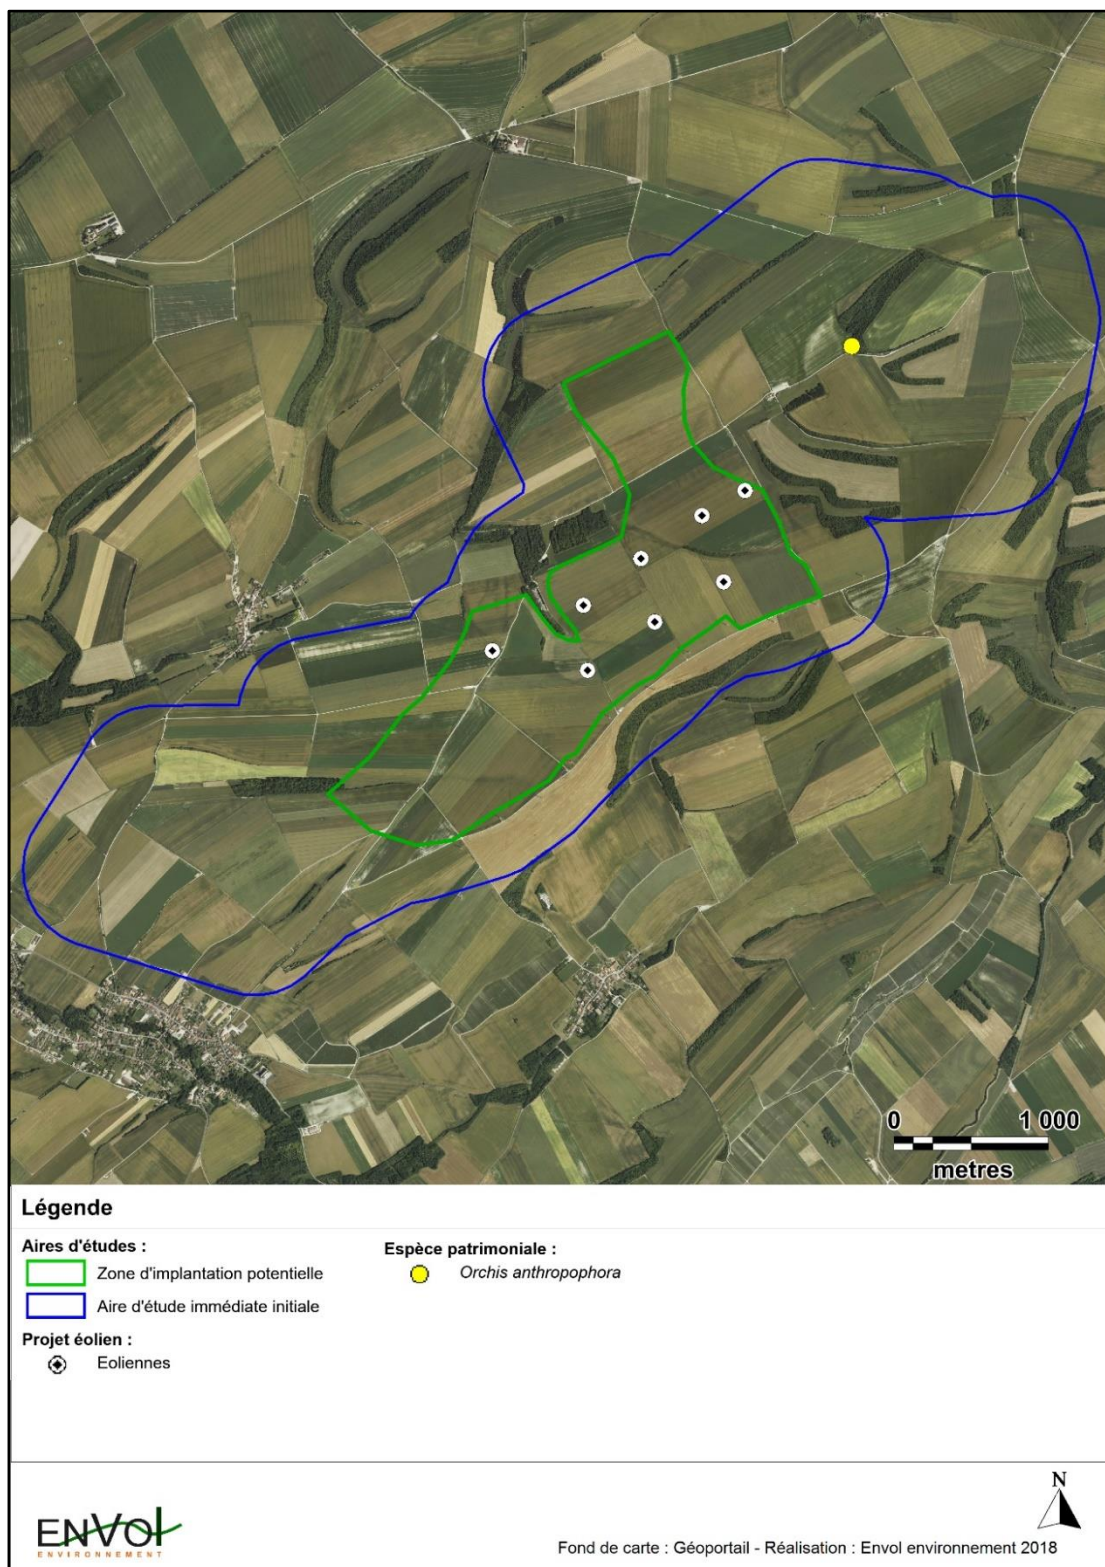 0 1 000
metres
Légende
Aires d'études :
Zone d'implantation potentielle
Aire d'étude immédiate initiale
Projet éolien :
Eoliennes
Espèce patrimoniale :
Orchis anthropophora
N
ENVOl
ENVIRONNEMENT
Fond de carte : Géoportail - Réalisation : Envol environnement 2018